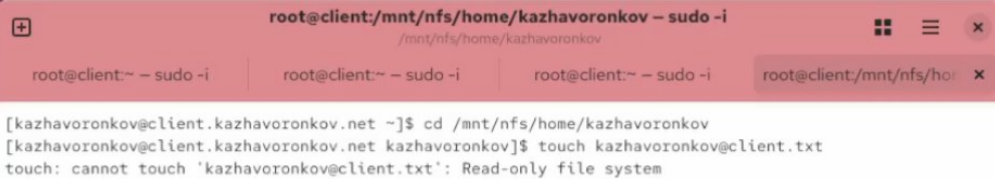 root@client:/mnt/nfs/home/kazhavoronkov — sudo -i
/mnt/nfs/home/kazhavoronkov
root@client:~ — sudo -i
root@client:~ — sudo -i
root@client:~ — sudo -i
root@client:/mnt/nfs/hor
[kazhavoronkov@client.kazhavoronkov.net ~]$ cd /mnt/nfs/home/kazhavoronkov
[kazhavoronkov@client.kazhavoronkov.net kazhavoronkov]$ touch kazhavoronkov@client.txt
touch: cannot touch 'kazhavoronkov@client.txt': Read-only file system